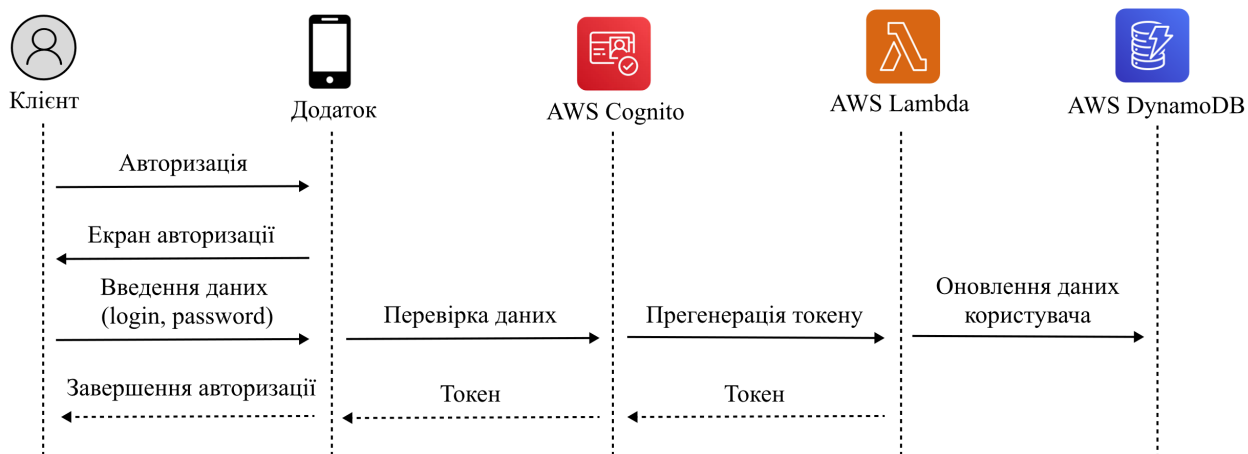 Клієнт
Додаток
AWS Cognito
AWS Lambda
AWS DynamoDB
Авторизація
Екран авторизації
Введення даних
(login, password)
Перевірка даних
Прегенерація токену
Оновлення даних
користувача
Завершення авторизації
Токен
Токен